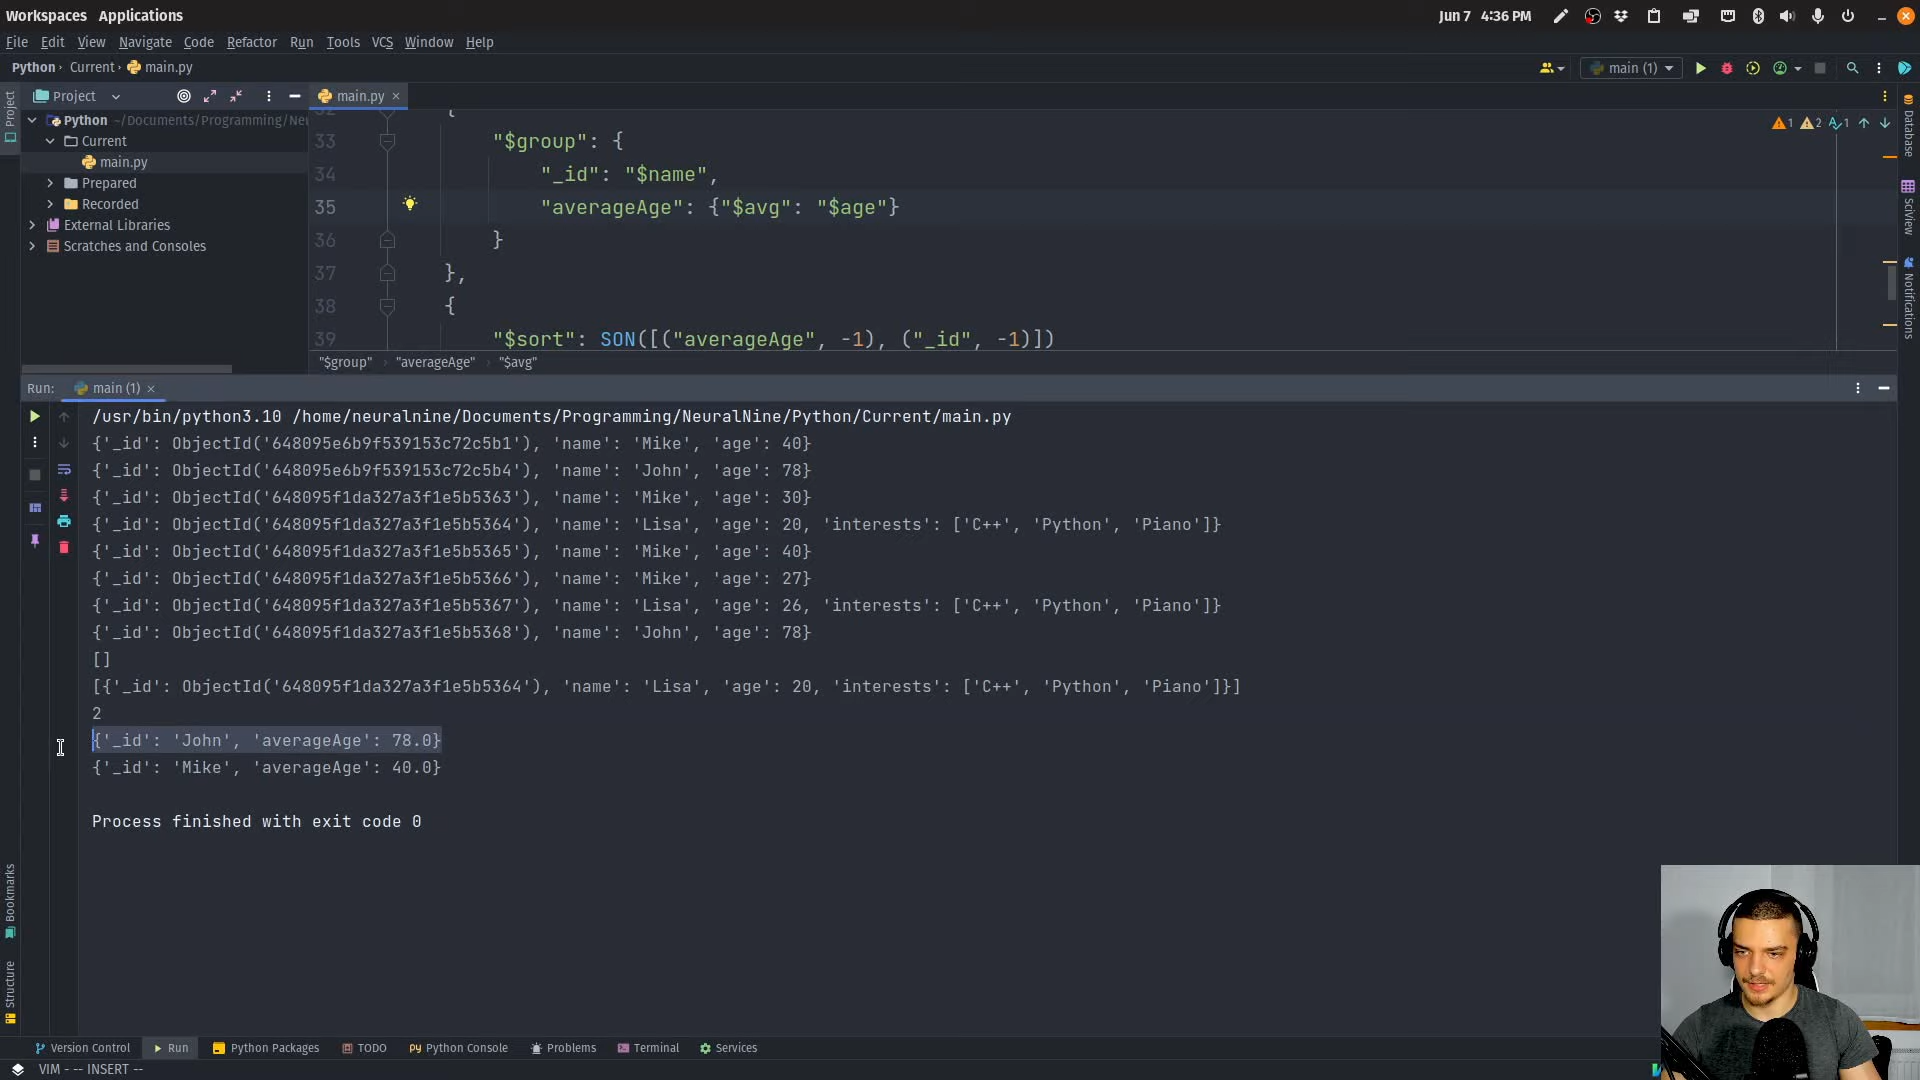 Workspaces Applications Jun 7 4:36 PM
File Edit View Navigate Code Refactor Run Tools VCS Window Help
Python Current main.py main (1)
Project main.py
Project
Python ~/Documents/Programming/Ne
Current
main.py
Prepared
Recorded
External Libraries
Scratches and Consoles
1 2 1
33 "$group": {
34 "_id": "$name",
35 "averageAge": {"$avg": "$age"}
36 }
37 },
38 {
39 "$sort": SON([("averageAge", -1), ("_id", -1)])
"$group" "averageAge" "$avg"
Database
SciView
Notifications
Run: main (1)
/usr/bin/python3.10 /home/neuralnine/Documents/Programming/NeuralNine/Python/Current/main.py
{'_id': ObjectId('648095e6b9f539153c72c5b1'), 'name': 'Mike', 'age': 40}
{'_id': ObjectId('648095e6b9f539153c72c5b4'), 'name': 'John', 'age': 78}
{'_id': ObjectId('648095f1da327a3f1e5b5363'), 'name': 'Mike', 'age': 30}
{'_id': ObjectId('648095f1da327a3f1e5b5364'), 'name': 'Lisa', 'age': 20, 'interests': ['C++', 'Python', 'Piano']}
{'_id': ObjectId('648095f1da327a3f1e5b5365'), 'name': 'Mike', 'age': 40}
{'_id': ObjectId('648095f1da327a3f1e5b5366'), 'name': 'Mike', 'age': 27}
{'_id': ObjectId('648095f1da327a3f1e5b5367'), 'name': 'Lisa', 'age': 26, 'interests': ['C++', 'Python', 'Piano']}
{'_id': ObjectId('648095f1da327a3f1e5b5368'), 'name': 'John', 'age': 78}
[]
[{'_id': ObjectId('648095f1da327a3f1e5b5364'), 'name': 'Lisa', 'age': 20, 'interests': ['C++', 'Python', 'Piano']}]
2
{'_id': 'John', 'averageAge': 78.0}
{'_id': 'Mike', 'averageAge': 40.0}
Process finished with exit code 0
Bookmarks
Structure
Version Control Run Python Packages TODO Python Console Problems Terminal Services
VIM - -- INSERT --